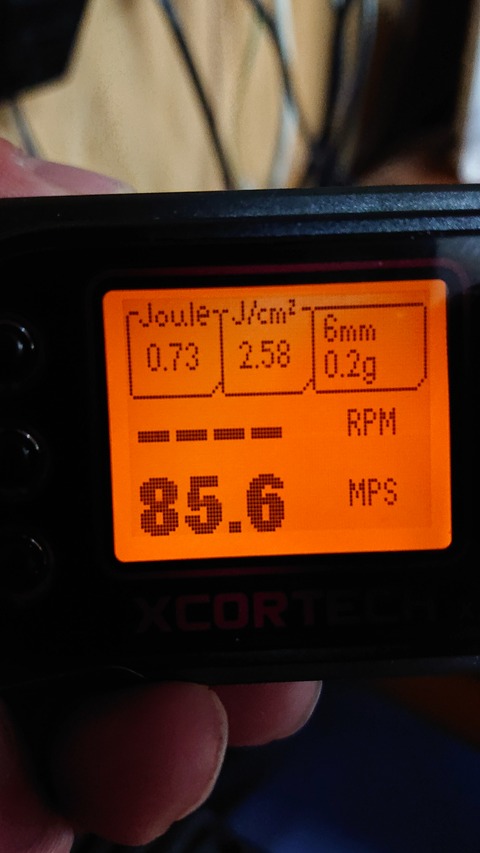 Joule J/cm² 6mm
0.73 2.58 0.2g
---- RPM
85.6 MPS
XCORTECH